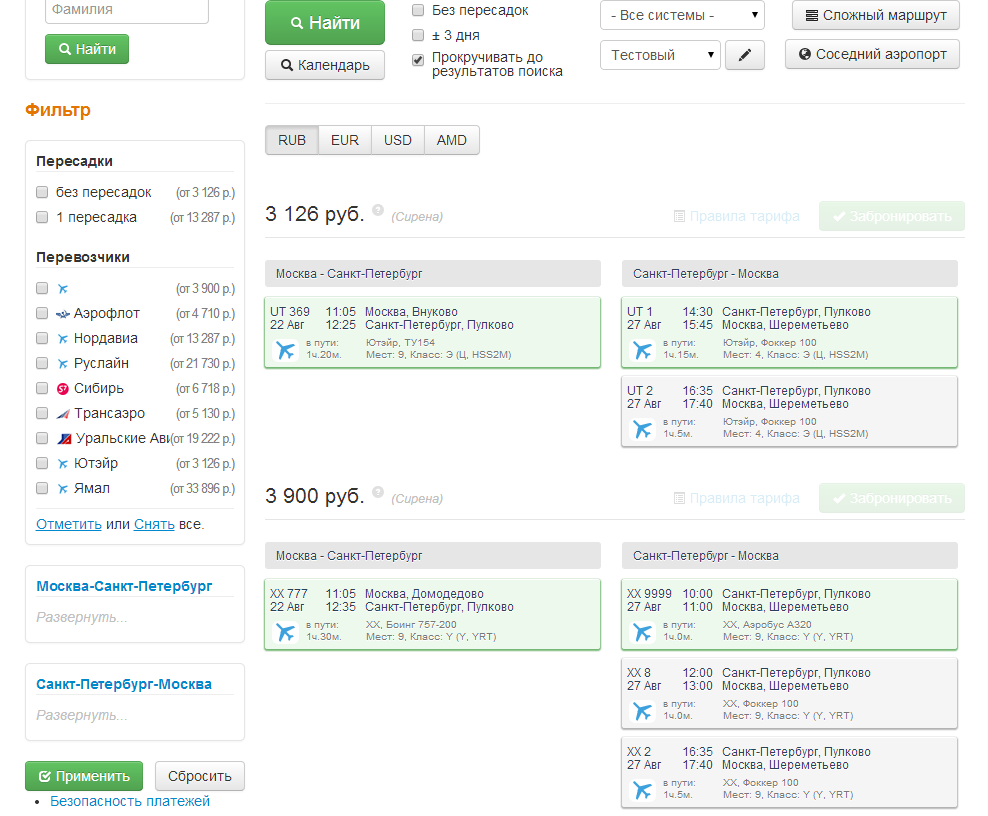 Фамилия
Найти
Фильтр
Пересадки
без пересадок (от 3 126 р.)
1 пересадка (от 13 287 р.)
Перевозчики
(от 3 900 р.)
Аэрофлот (от 4 710 р.)
Нордавиа (от 13 287 р.)
Руслайн (от 21 730 р.)
Сибирь (от 6 718 р.)
Трансаэро (от 5 130 р.)
Уральские Ави (от 19 222 р.)
ЮТэйр (от 3 126 р.)
Ямал (от 33 896 р.)
Отметить или Снять все.
Москва-Санкт-Петербург
Развернуть...
Санкт-Петербург-Москва
Развернуть...
Применить Сбросить
• Безопасность платежей
Найти
Календарь
Без пересадок
± 3 дня
Прокручивать до
результатов поиска
- Все системы -
Тестовый
Сложный маршрут
Соседний аэропорт
RUB EUR USD AMD
3 126 руб. ? (Сирена) Правила тарифа Забронировать
Москва - Санкт-Петербург
UT 369 11:05 Москва, Внуково
22 Авг 12:25 Санкт-Петербург, Пулково
в пути: Ютэйр, ТУ154
1ч.20м. Мест: 9, Класс: Э (Ц, HSS2M)
Санкт-Петербург - Москва
UT 1 14:30 Санкт-Петербург, Пулково
27 Авг 15:45 Москва, Шереметьево
в пути: Ютэйр, Фоккер 100
1ч.15м. Мест: 4, Класс: Э (Ц, HSS2M)
UT 2 16:35 Санкт-Петербург, Пулково
27 Авг 17:40 Москва, Шереметьево
в пути: Ютэйр, Фоккер 100
1ч.5м. Мест: 4, Класс: Э (Ц, HSS2M)
3 900 руб. ? (Сирена) Правила тарифа Забронировать
Москва - Санкт-Петербург
XX 777 11:05 Москва, Домодедово
22 Авг 12:35 Санкт-Петербург, Пулково
в пути: XX, Боинг 757-200
1ч.30м. Мест: 9, Класс: Y (Y, YRT)
Санкт-Петербург - Москва
XX 9999 10:00 Санкт-Петербург, Пулково
27 Авг 11:00 Москва, Шереметьево
в пути: XX, Аэробус А320
1ч.0м. Мест: 9, Класс: Y (Y, YRT)
XX 8 12:00 Санкт-Петербург, Пулково
27 Авг 13:00 Москва, Шереметьево
в пути: XX, Фоккер 100
1ч.0м. Мест: 9, Класс: Y (Y, YRT)
XX 2 16:35 Санкт-Петербург, Пулково
27 Авг 17:40 Москва, Шереметьево
в пути: XX, Фоккер 100
1ч.5м. Мест: 9, Класс: Y (Y, YRT)